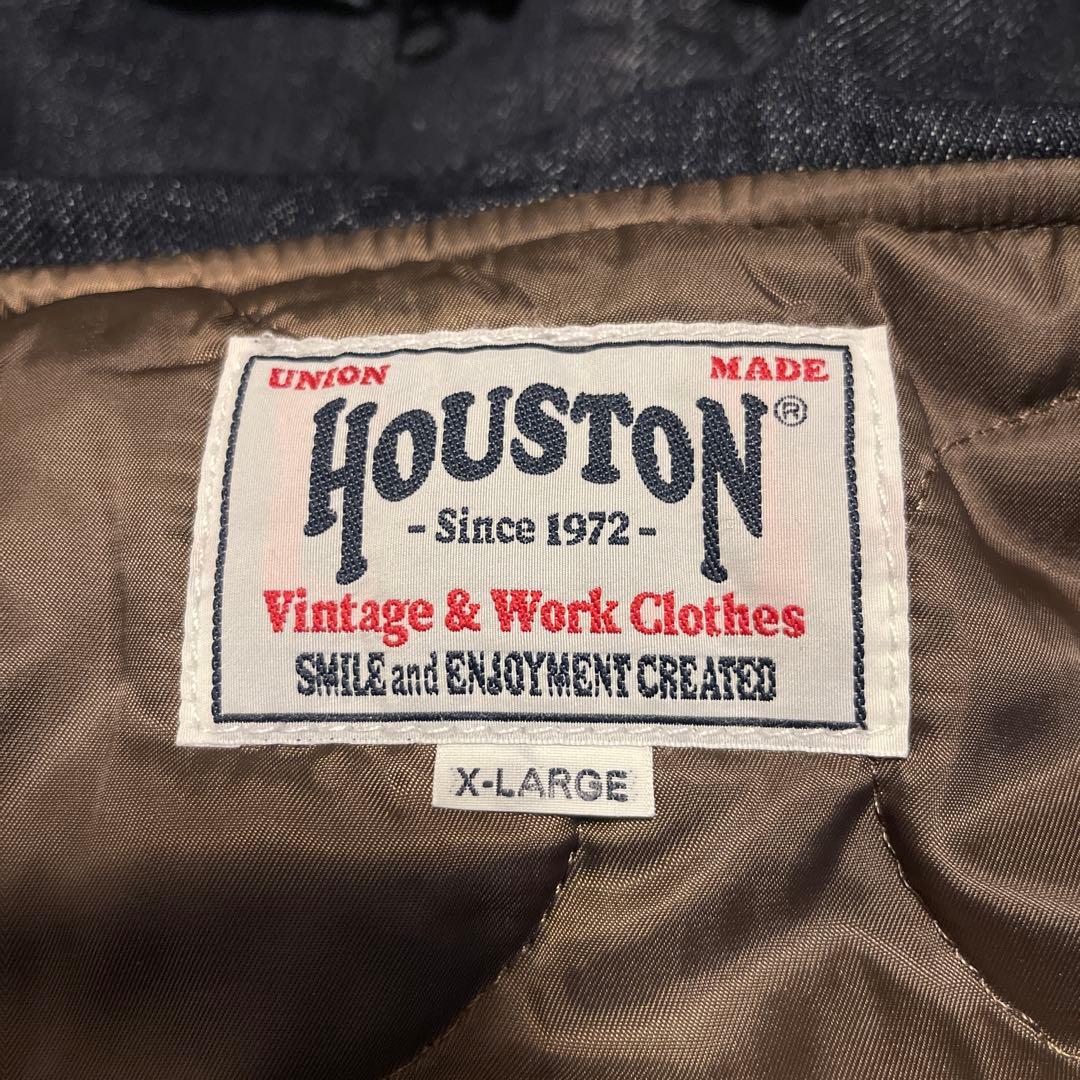 UNION MADE
HOUSTON®
- Since 1972 -
Vintage & Work Clothes
SMILE and ENJOYMENT CREATED
X-LARGE